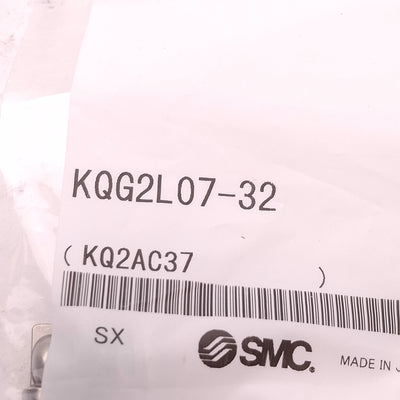 KQG2L07-32
( KQ2AC37 )
SX SMC. MADE IN J